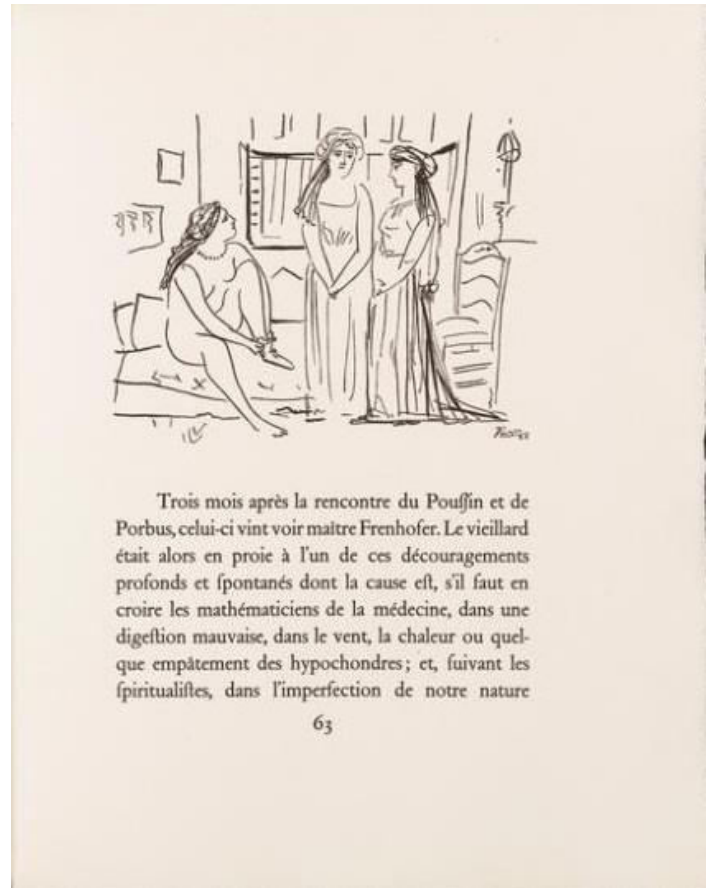 Trois mois après la rencontre du Pouſſin et de
Porbus, celui-ci vint voir maître Frenhofer. Le vieillard
était alors en proie à l'un de ces découragements
profonds et ſpontanés dont la cauſe eſt, s'il faut en
croire les mathématiciens de la médecine, dans une
digeſtion mauvaise, dans le vent, la chaleur ou quel-
que empâtement des hypochondres; et, ſuivant les
ſpiritualiſtes, dans l'imperfection de notre nature
63